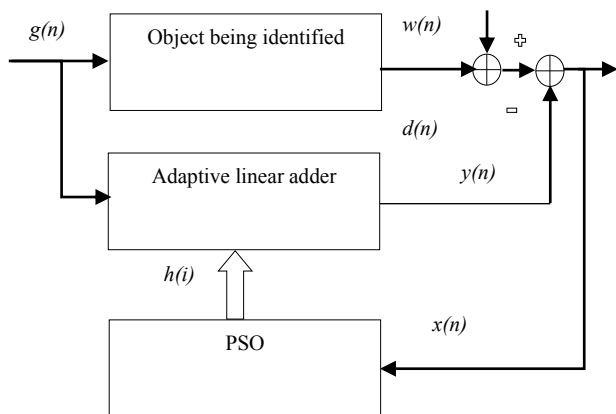 g(n)
Object being identified
w(n)
d(n)
Adaptive linear adder
y(n)
h(i)
x(n)
PSO